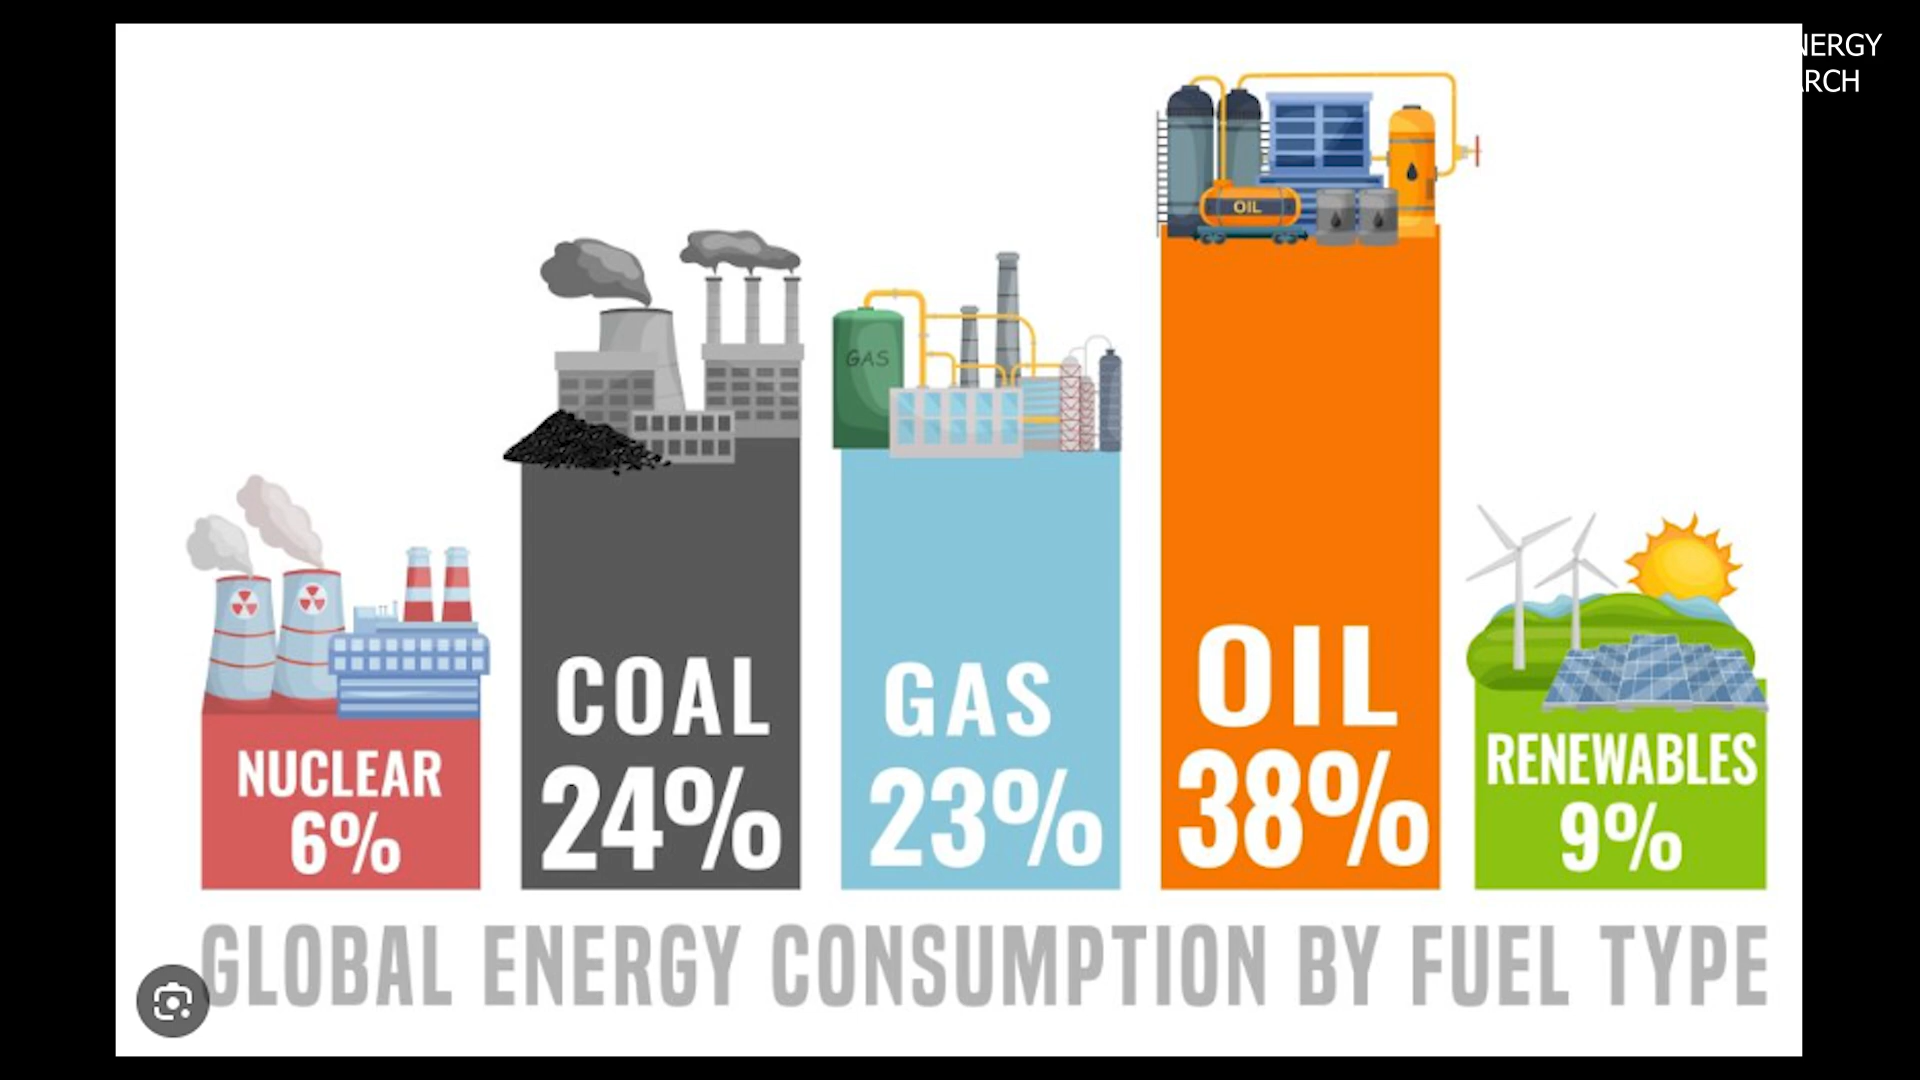 OIL
GAS
NUCLEAR
6%
COAL
24%
GAS
23%
OIL
38%
RENEWABLES
9%
GLOBAL ENERGY CONSUMPTION BY FUEL TYPE